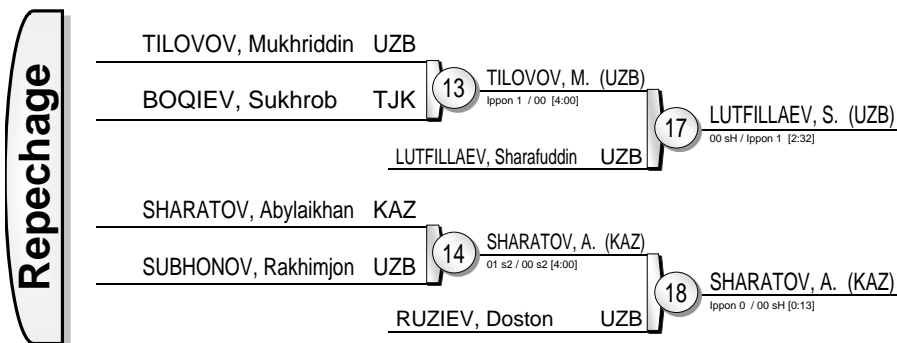 Repechage
TILOVOV, Mukhriddin UZB
BOQIEV, Sukhrob TJK
13
TILOVOV, M. (UZB)
Ippon 1 / 00 [4:00]
LUTFILLAEV, Sharafuddin UZB
17
LUTFILLAEV, S. (UZB)
00 sH / Ippon 1 [2:32]
SHARATOV, Abylaikhan KAZ
SUBHONOV, Rakhimjon UZB
14
SHARATOV, A. (KAZ)
01 s2 / 00 s2 [4:00]
RUZIEV, Doston UZB
18
SHARATOV, A. (KAZ)
Ippon 0 / 00 sH [0:13]